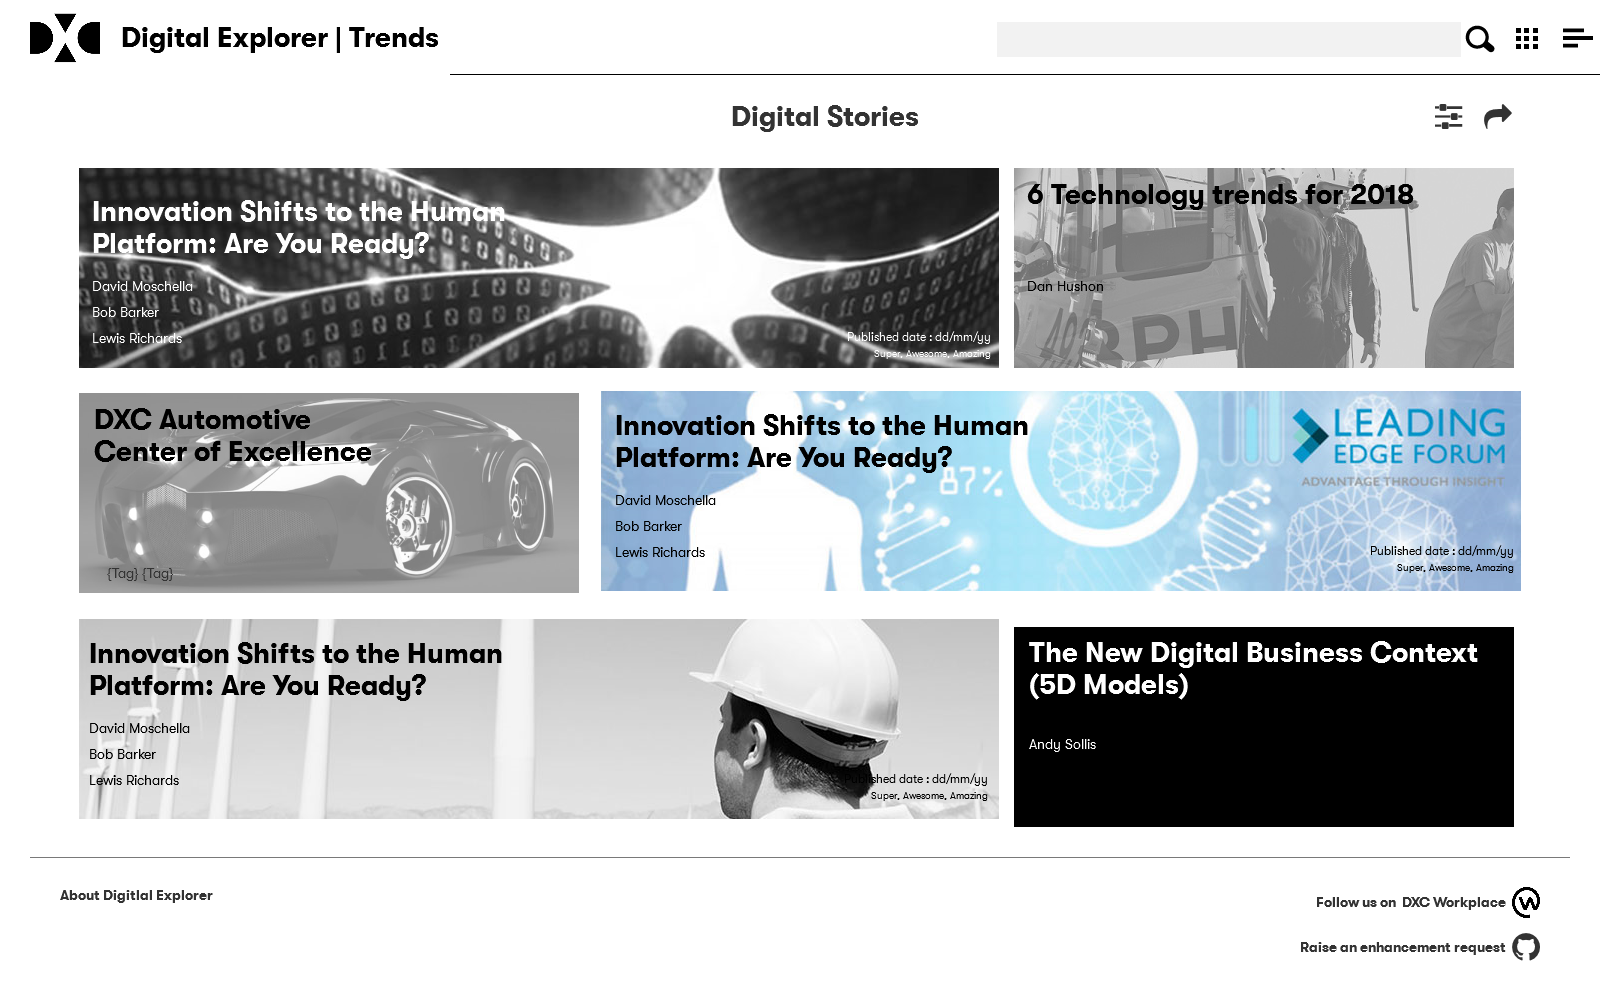 DXC
Digital Explorer | Trends
Digital Stories
Innovation Shifts to the Human
Platform: Are You Ready?
David Moschella
Bob Barker
Lewis Richards
Published date : dd/mm/yy
Super, Awesome, Amazing
6 Technology trends for 2018
Dan Hushon
DXC Automotive
Center of Excellence
{Tag} {Tag}
Innovation Shifts to the Human
Platform: Are You Ready?
David Moschella
Bob Barker
Lewis Richards
87%
LEADING
EDGE FORUM
ADVANTAGE THROUGH INSIGHT
Published date : dd/mm/yy
Super, Awesome, Amazing
Innovation Shifts to the Human
Platform: Are You Ready?
David Moschella
Bob Barker
Lewis Richards
Published date : dd/mm/yy
Super, Awesome, Amazing
The New Digital Business Context
(5D Models)
Andy Sollis
About Digitlal Explorer
Follow us on DXC Workplace
Raise an enhancement request